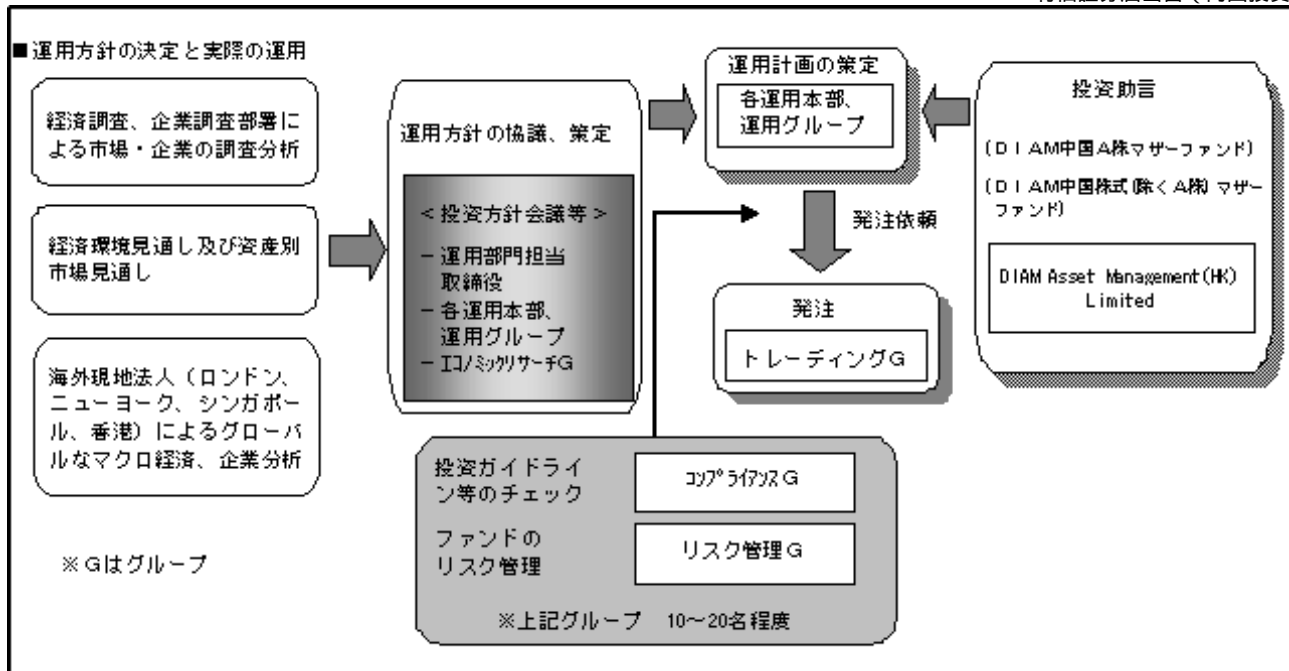 ■運用方針の決定と実際の運用
経済調査、企業調査部署に
よる市場・企業の調査分析
経済環境見通し及び資産別
市場見通し
海外現地法人（ロンドン、
ニューヨーク、シンガポー
ル、香港）によるグローバ
ルなマクロ経済、企業分析
※Gはグループ
運用方針の協議、策定
＜投資方針会議等＞
－運用部門担当
取締役
－各運用本部、
運用グループ
－ｴｺﾉﾐｯｸﾘｻｰﾁG
運用計画の策定
各運用本部、
運用グループ
発注依頼
発注
トレーディングG
投資助言
(DIAM中国A株マザーファンド)
(DIAM中国株式(除くA株)マザー
ファンド)
DIAM Asset Management(HK)
Limited
投資ガイドライ
ン等のチェック
ｺﾝﾌﾟﾗｲｱﾝｽG
ファンドの
リスク管理
リスク管理G
※上記グループ　10～20名程度